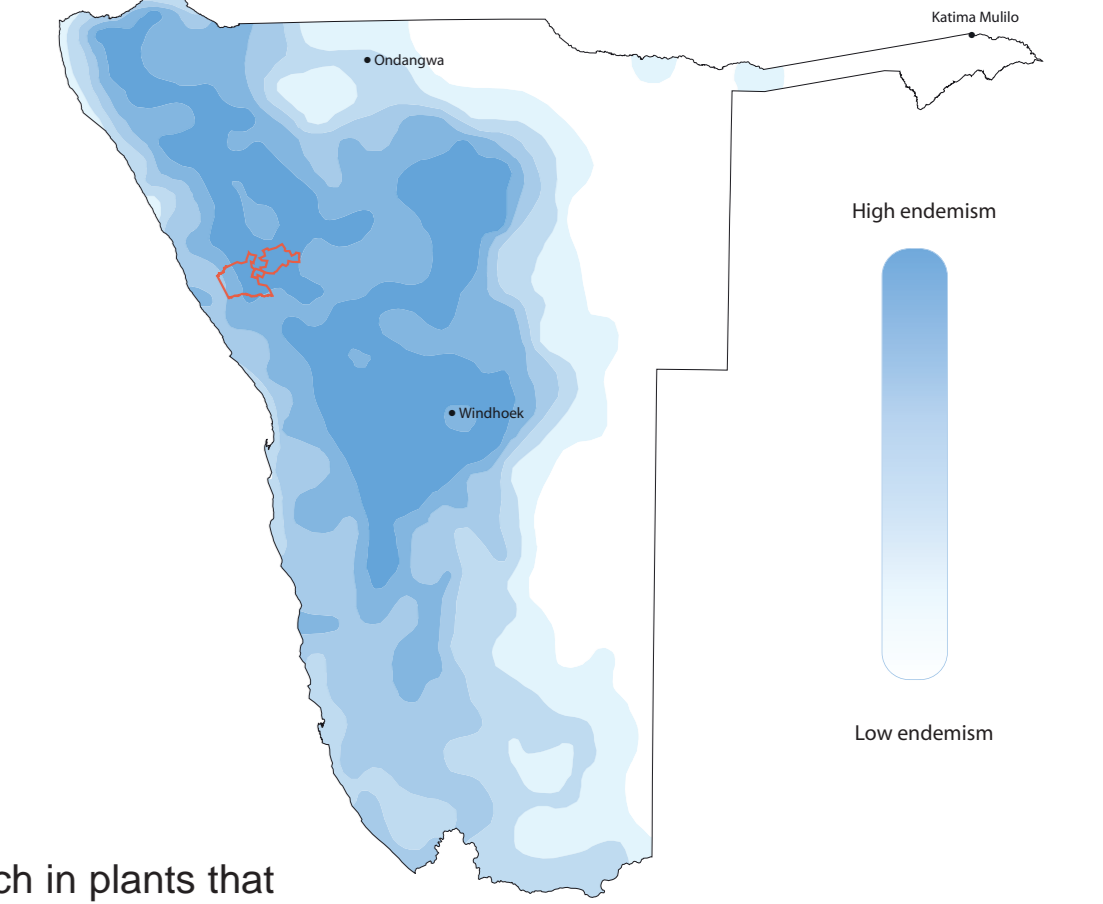 Katima Mulilo
Ondangwa
High endemism
Windhoek
Low endemism
ch in plants that